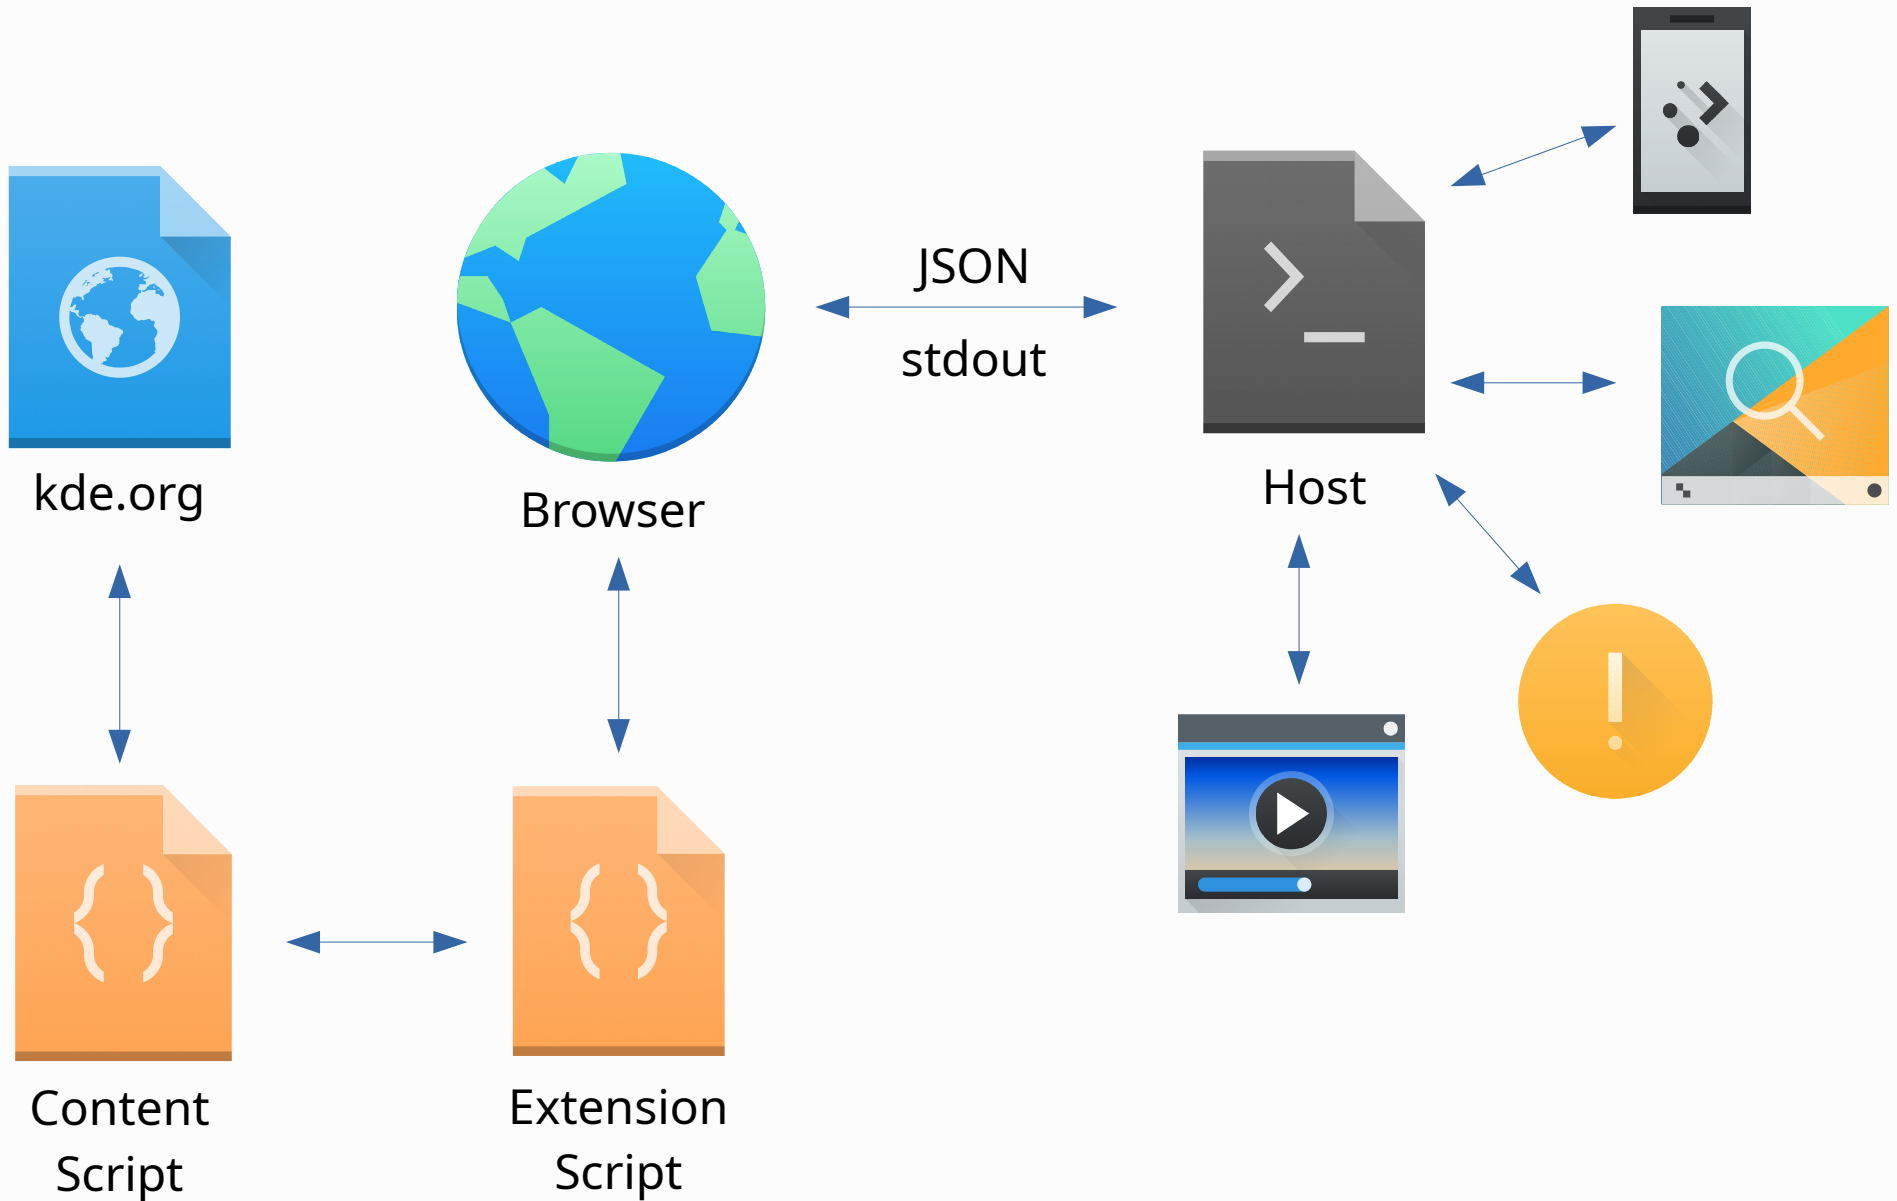 JSON
stdout
kde.org
Browser
Host
Content
Script
Extension
Script